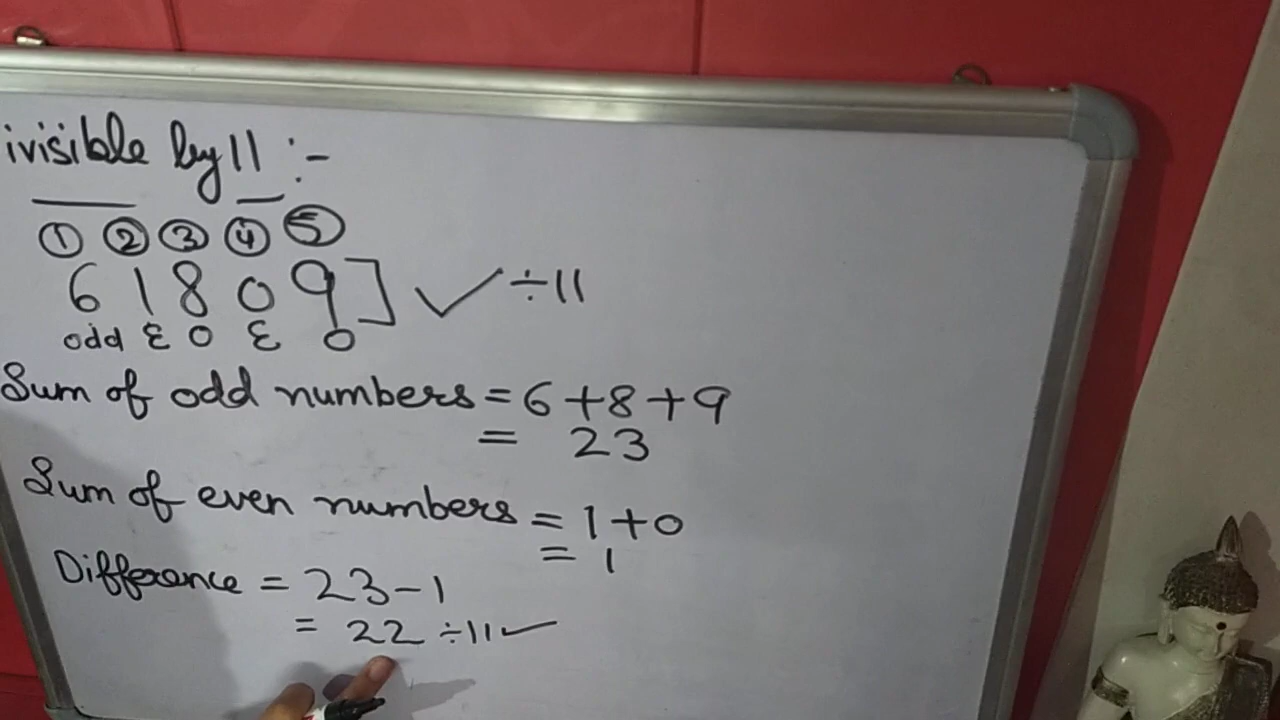 ivisible by 11 :-
① ② ③ ④ ⑤
6 1 8 0 9 ] ✓ ÷11
odd ε o ε o
Sum of odd numbers = 6+8+9
= 23
Sum of even numbers = 1+0
= 1
Difference = 23-1
= 22 ÷11 ✓